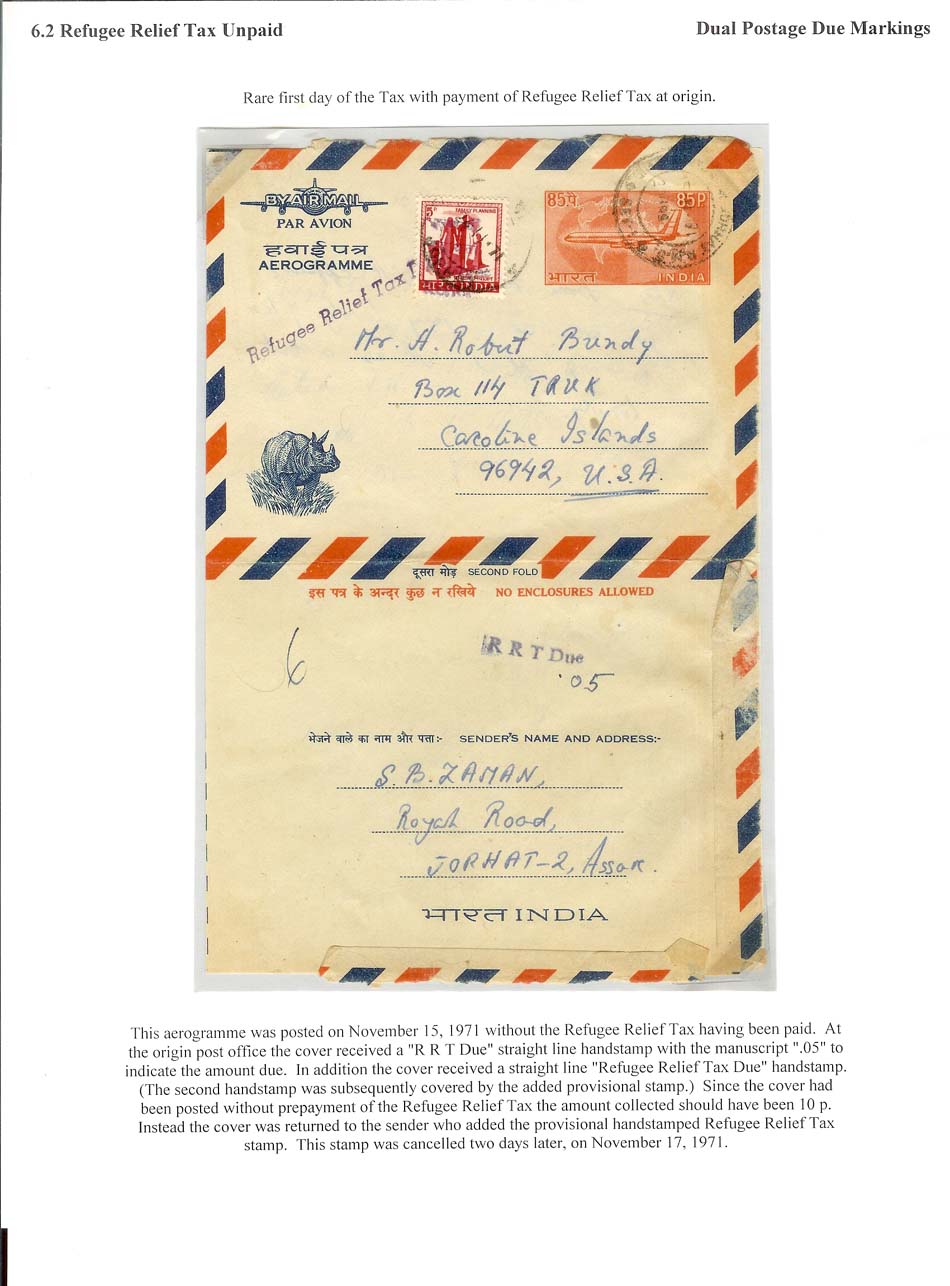 6.2 Refugee Relief Tax Unpaid
Dual Postage Due Markings
Rare first day of the Tax with payment of Refugee Relief Tax at origin.
BY AIR MAIL
PAR AVION
हवाई पत्र
AEROGRAMME
5
FAMILY PLANNING
भारत INDIA
85पै.
85P
भारत
INDIA
Refugee Relief Tax
Mr. H. Robert Bundy
Box 114 TRUK
Caroline Islands
96942, U.S.A.
दूसरा मोड़ SECOND FOLD
इस पत्र के अन्दर कुछ न रखिये NO ENCLOSURES ALLOWED
6
R R T Due
.05
भेजने वाले का नाम और पता:- SENDER'S NAME AND ADDRESS:-
S. B. ZAMAN,
Royah Road,
JORHAT-2, Assam.
भारत INDIA
This aerogramme was posted on November 15, 1971 without the Refugee Relief Tax having been paid. At
the origin post office the cover received a "R R T Due" straight line handstamp with the manuscript ".05" to
indicate the amount due. In addition the cover received a straight line "Refugee Relief Tax Due" handstamp.
(The second handstamp was subsequently covered by the added provisional stamp.) Since the cover had
been posted without prepayment of the Refugee Relief Tax the amount collected should have been 10 p.
Instead the cover was returned to the sender who added the provisional handstamped Refugee Relief Tax
stamp. This stamp was cancelled two days later, on November 17, 1971.